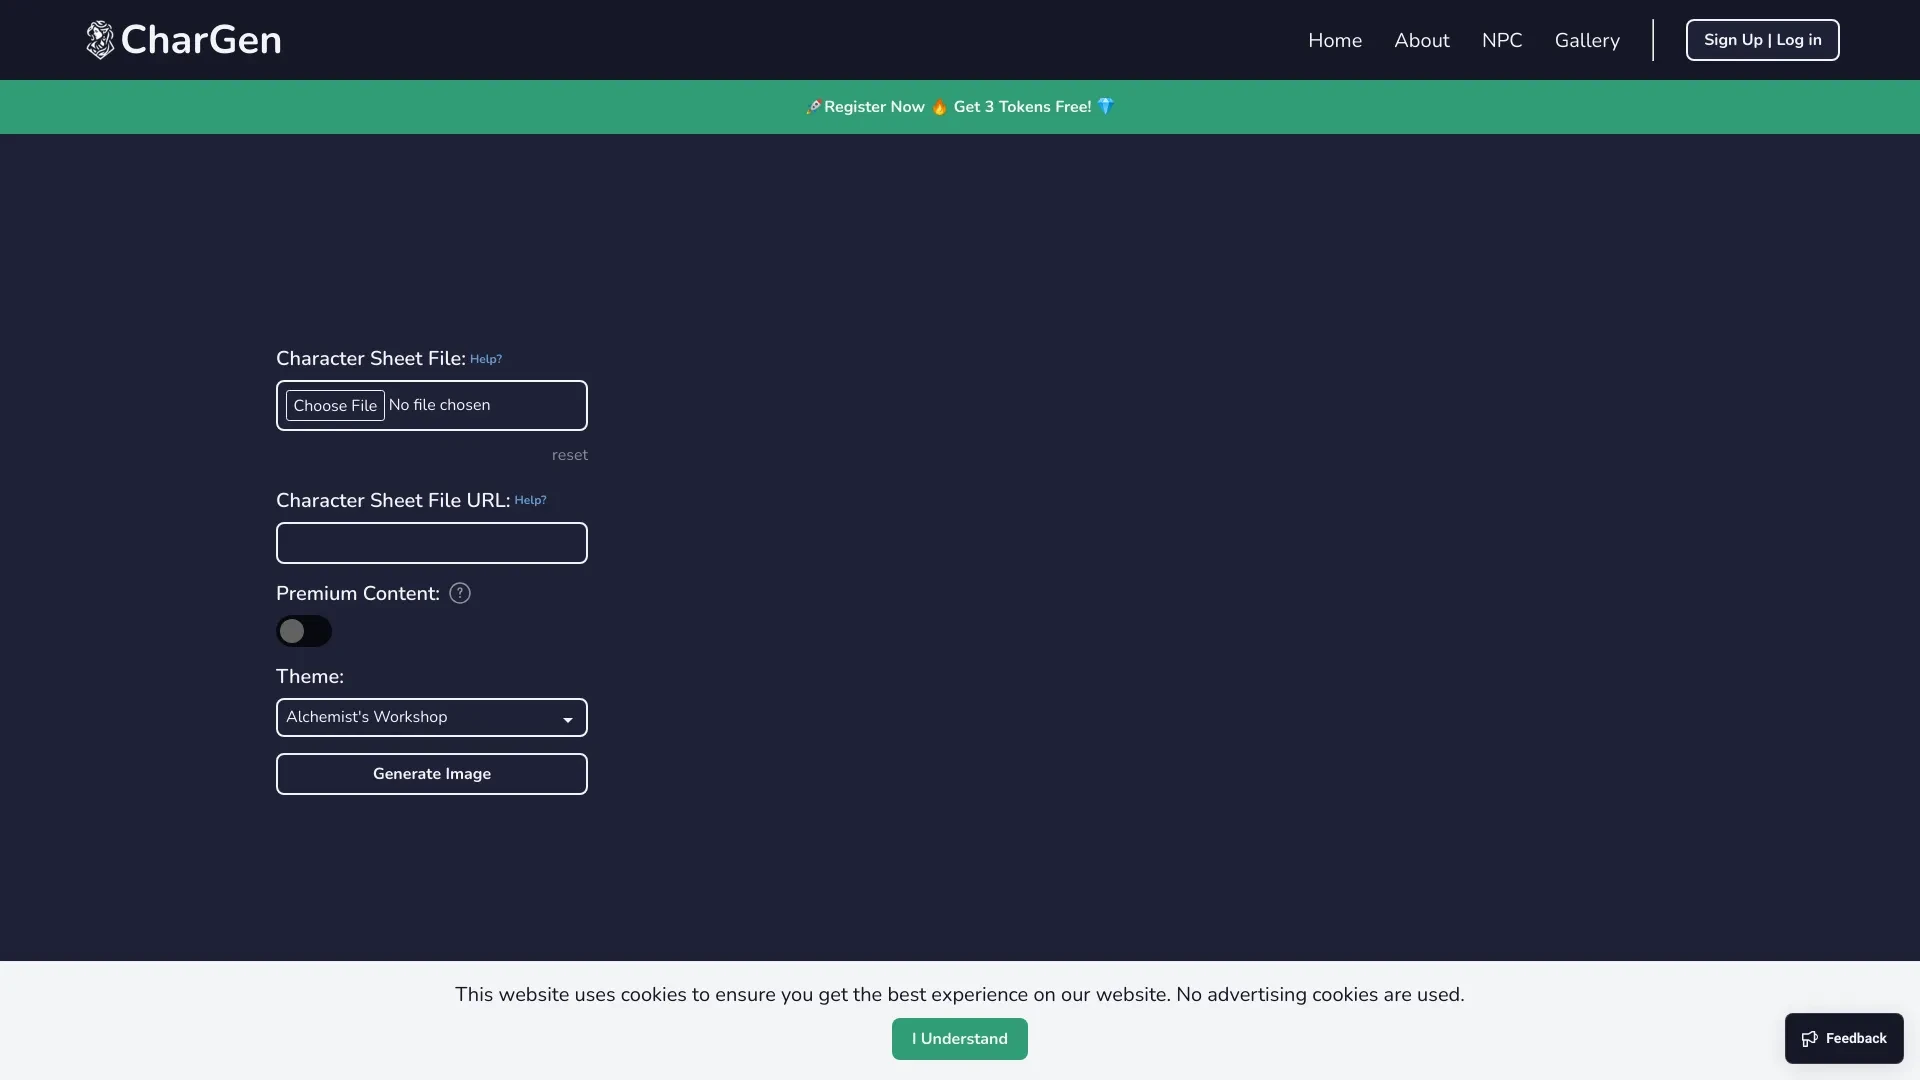 CharGen
Home
About
NPC
Gallery
Sign Up | Log in
🚀Register Now 🔥 Get 3 Tokens Free! 💎
Character Sheet File: Help?
Choose File No file chosen
reset
Character Sheet File URL: Help?
Premium Content: ?
Theme:
Alchemist's Workshop
Generate Image
This website uses cookies to ensure you get the best experience on our website. No advertising cookies are used.
I Understand
Feedback